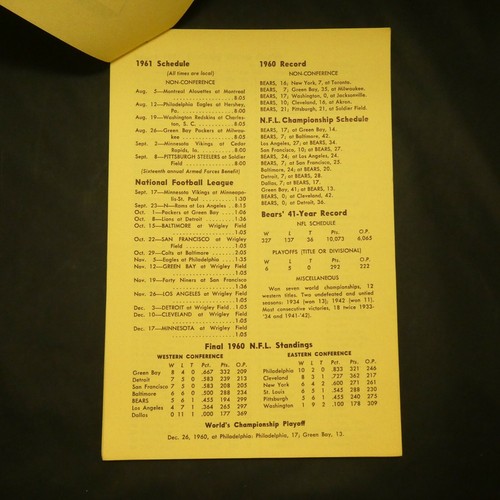 1961 Schedule
(All times are local)
NON-CONFERENCE
Aug. 5—Montreal Alouettes at Montreal
8:05
Aug. 12—Philadelphia Eagles at Hershey,
Pa. 8:00
Aug. 19—Washington Redskins at Charles-
ton, S. C. 8:05
Aug. 26—Green Bay Packers at Milwau-
kee 8:05
Sept. 2—Minnesota Vikings at Cedar
Rapids, Io. 8:00
Sept. 8—PITTSBURGH STEELERS at Soldier
Field 8:00
(Sixteenth annual Armed Forces Benefit)
National Football League
Sept. 17—Minnesota Vikings at Minneapo-
lis-St. Paul 1:30
Sept. 23—N—Rams at Los Angeles 8:15
Oct. 1—Packers at Green Bay 1:06
Oct. 8—Lions at Detroit 1:36
Oct. 15—BALTIMORE at Wrigley Field
1:05
Oct. 22—SAN FRANCISCO at Wrigley
Field 1:05
Oct. 29—Colts at Baltimore 2:05
Nov. 5—Eagles at Philadelphia 1:35
Nov. 12—GREEN BAY at Wrigley Field
1:05
Nov. 19—Forty Niners at San Francisco
1:30
Nov. 26—LOS ANGELES at Wrigley Field
1:05
Dec. 3—DETROIT at Wrigley Field 1:05
Dec. 10—CLEVELAND at Wrigley Field
1:05
Dec. 17—MINNESOTA at Wrigley Field
1:05
1960 Record
NON-CONFERENCE
BEARS, 16; New York, 7, at Toronto.
BEARS, 7; Green Bay, 35, at Milwaukee.
BEARS, 17; Washington, 0, at Jacksonville.
BEARS, 10; Cleveland, 16, at Akron.
BEARS, 21; Pittsburgh, 21, at Soldier Field.
N.F.L. Championship Schedule
BEARS, 17; at Green Bay, 14.
BEARS, 7; at Baltimore, 42.
Los Angeles, 27; at BEARS, 34.
San Francisco, 10; at BEARS, 27.
BEARS, 24; at Los Angeles, 24.
BEARS, 7; at San Francisco, 25.
Baltimore, 24; at BEARS, 20.
Detroit, 7; at BEARS, 28.
Dallas, 7; at BEARS, 17.
Green Bay, 41; at BEARS, 13.
BEARS, 0; at Cleveland, 42.
BEARS, 0; at Detroit, 36.
Bears' 41-Year Record
NFL SCHEDULE
W L T Pts. O.P.
327 137 36 10,073 6,065
PLAYOFFS (TITLE OR DIVISIONAL)
W L T Pts. O.P.
6 5 0 292 222
MISCELLANEOUS
Won seven world championships, 12
western titles. Two undefeated and untied
seasons: 1934 (won 13); 1942 (won 11).
Most consecutive victories, 18 twice 1933-
'34 and 1941-'42).
Final 1960 N.F.L. Standings
WESTERN CONFERENCE
W L T Pct. Pts. O.P.
Green Bay 8 4 0 .667 332 209
Detroit 7 5 0 .583 239 213
San Francisco 7 5 0 .583 208 205
Baltimore 6 6 0 .500 288 234
BEARS 5 6 1 .455 194 299
Los Angeles 4 7 1 .364 265 297
Dallas 0 11 1 .000 177 369
EASTERN CONFERENCE
W L T Pct. Pts. O.P.
Philadelphia 10 2 0 .833 321 246
Cleveland 8 3 1 .727 362 217
New York 6 4 2 .600 271 261
St. Louis 6 5 1 .545 288 230
Pittsburgh 5 6 1 .455 240 275
Washington 1 9 2 .100 178 309
World's Championship Playoff
Dec. 26, 1960, at Philadelphia: Philadelphia, 17; Green Bay, 13.